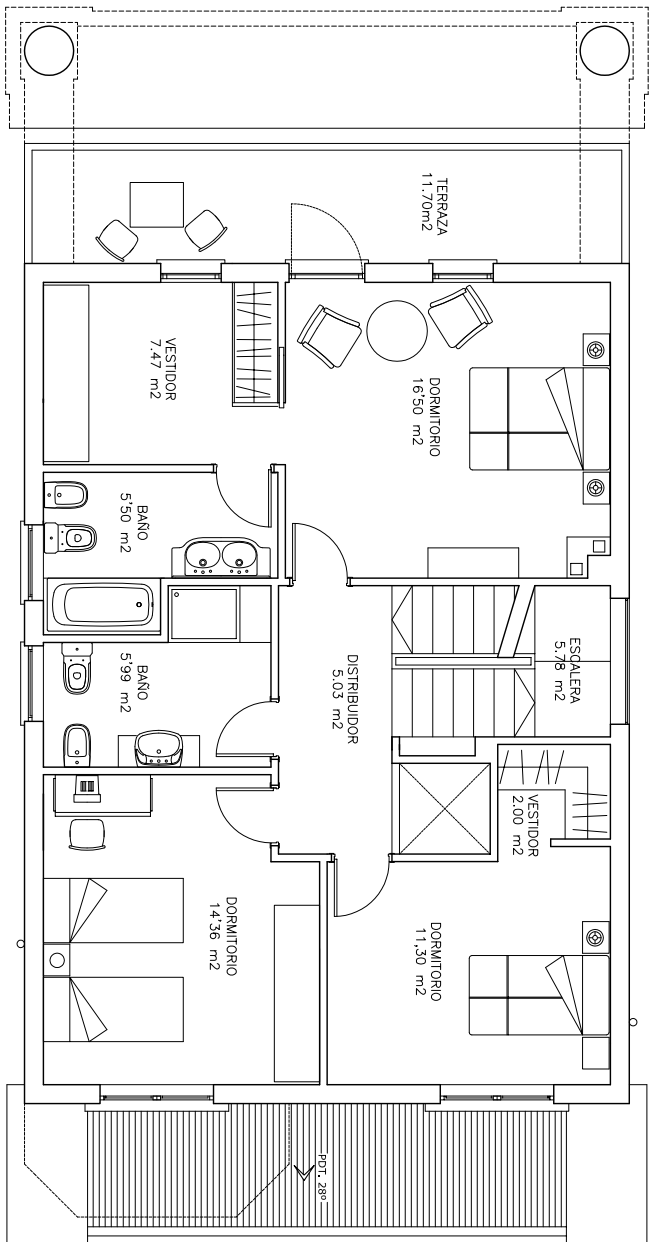 TERRAZA
11.70m2
VESTIDOR
7.47 m2
DORMITORIO
16'50 m2
BAÑO
5'50 m2
ESCALERA
5.78 m2
DISTRIBUIDOR
5.03 m2
BAÑO
5'99 m2
VESTIDOR
2.00 m2
DORMITORIO
14'36 m2
DORMITORIO
11,30 m2
PDT. 28º